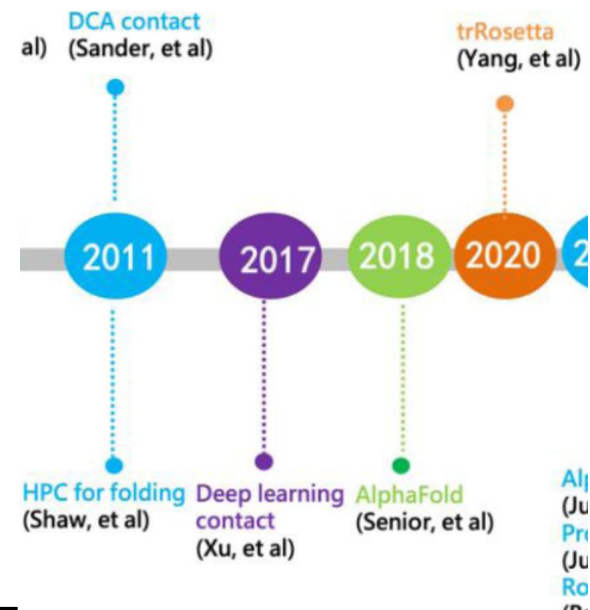 DCA contact
al) (Sander, et al)
trRosetta
(Yang, et al)
2011
2017
2018
2020
HPC for folding
(Shaw, et al)
Deep learning
contact
(Xu, et al)
AlphaFold
(Senior, et al)